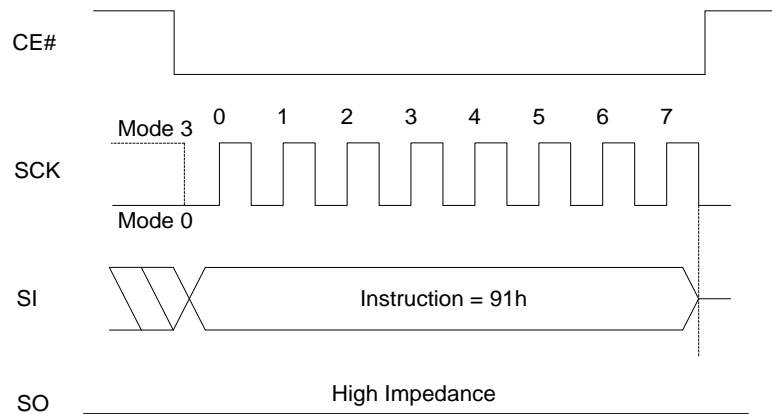 CE#
0 1 2 3 4 5 6 7
Mode 3
SCK
Mode 0
SI
Instruction = 91h
High Impedance
SO